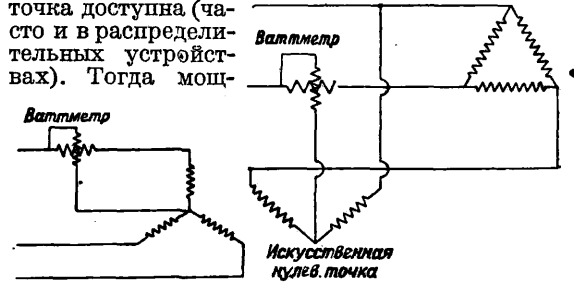 точка доступна (ча-
сто и в распредели-
тельных устройст-
вах). Тогда мощ-
Ваттметр
Ваттметр
Искусственная
нулев. точка